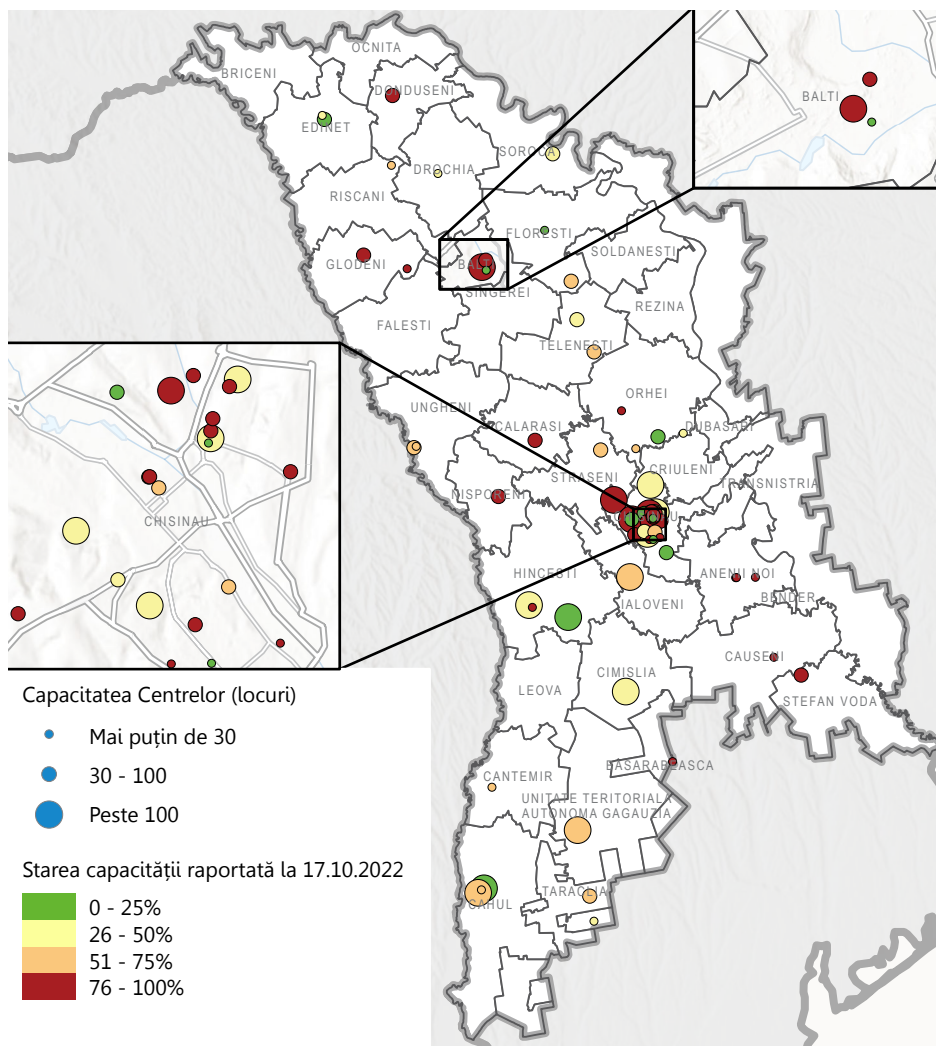 OCNITA
BRICENI
DONDUSENI
EDINET
SOROCA
DROCHIA
RISCANI
FLORESTI
SOLDANESTI
GLODENI
BALTI
SINGEREI
REZINA
FALESTI
TELENESTI
ORHEI
UNGHENI
CALARASI
DUBASARI
STRASENI
CRIULENI
TRANSNISTRIA
NISPORENI
HINCESTI
ANENII NOI
BENDER
IALOVENI
CAUSENI
CIMISLIA
LEOVA
STEFAN VODA
BASARABEASCA
CANTEMIR
UNITATE TERITORIALA
AUTONOMA GAGAUZIA
TARACLIA
CAHUL
BALTI
CHISINAU
Capacitatea Centrelor (locuri)
Mai puțin de 30
30 - 100
Peste 100
Starea capacității raportată la 17.10.2022
0 - 25%
26 - 50%
51 - 75%
76 - 100%